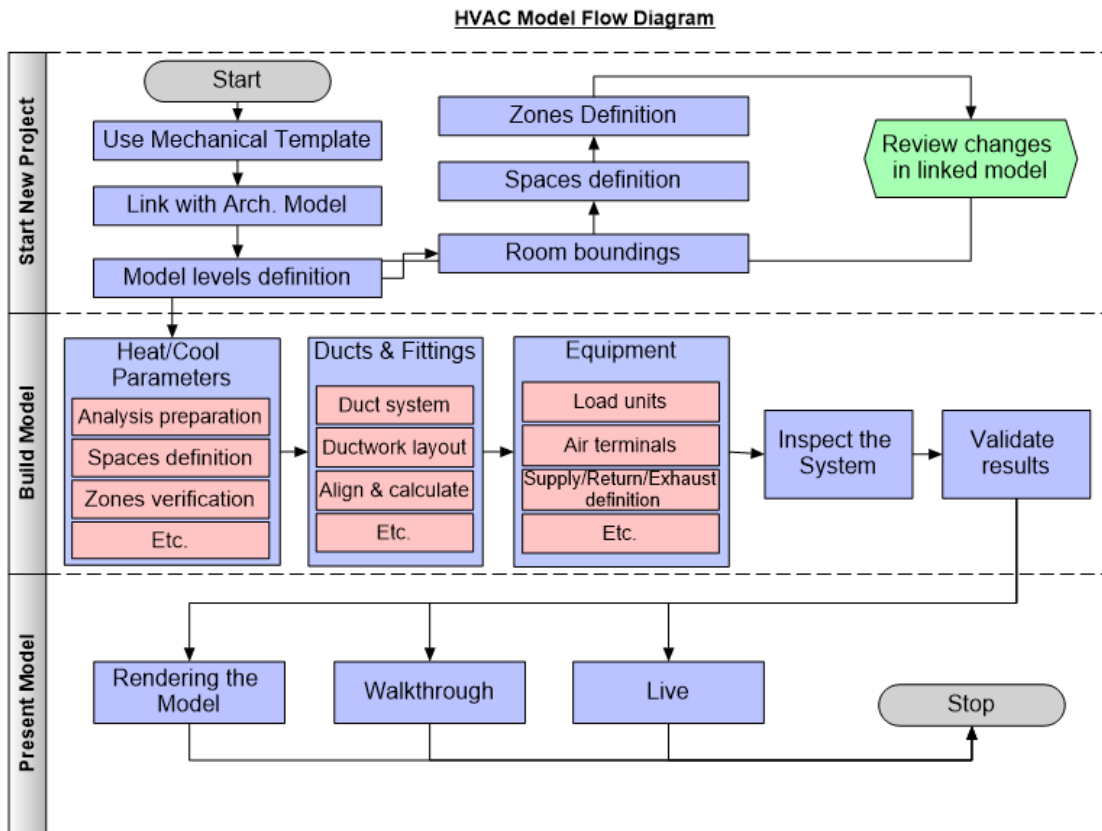 HVAC Model Flow Diagram
Start New Project
Start
Use Mechanical Template
Link with Arch. Model
Model levels definition
Zones Definition
Spaces definition
Room boundings
Review changes
in linked model
Build Model
Heat/Cool
Parameters
Analysis preparation
Spaces definition
Zones verification
Etc.
Ducts & Fittings
Duct system
Ductwork layout
Align & calculate
Etc.
Equipment
Load units
Air terminals
Supply/Return/Exhaust
definition
Etc.
Inspect the
System
Validate
results
Present Model
Rendering the
Model
Walkthrough
Live
Stop